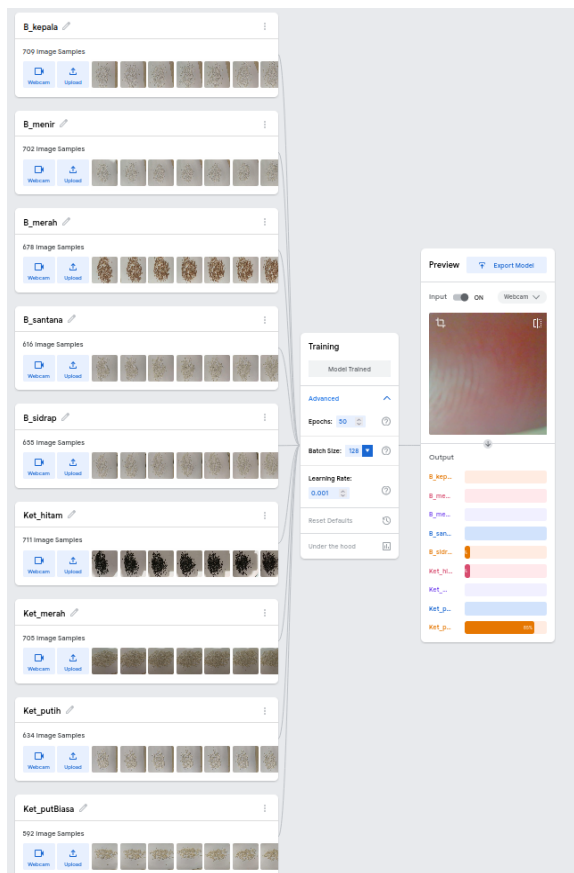 B_kepala
709 Image Samples
Webcam
Upload
B_menir
702 Image Samples
Webcam
Upload
B_merah
678 Image Samples
Webcam
Upload
B_santana
616 Image Samples
Webcam
Upload
B_sidrap
655 Image Samples
Webcam
Upload
Ket_hitam
711 Image Samples
Webcam
Upload
Ket_merah
705 Image Samples
Webcam
Upload
Ket_putih
634 Image Samples
Webcam
Upload
Ket_putBiasa
592 Image Samples
Webcam
Upload
Training
Model Trained
Advanced
Epochs: 50
Batch Size: 128
Learning Rate:
0.001
Reset Defaults
Under the hood
Preview
Export Model
Input
ON
Webcam
Output
B_kep...
B_me...
B_me...
B_san...
B_sidr...
Ket_hi...
Ket_...
Ket_p...
Ket_p...